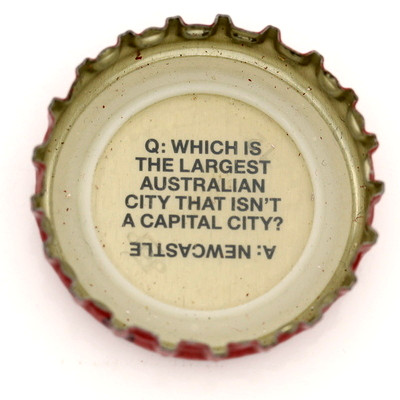 Q: WHICH IS
THE LARGEST
AUSTRALIAN
CITY THAT ISN'T
A CAPITAL CITY?
A: NEWCASTLE